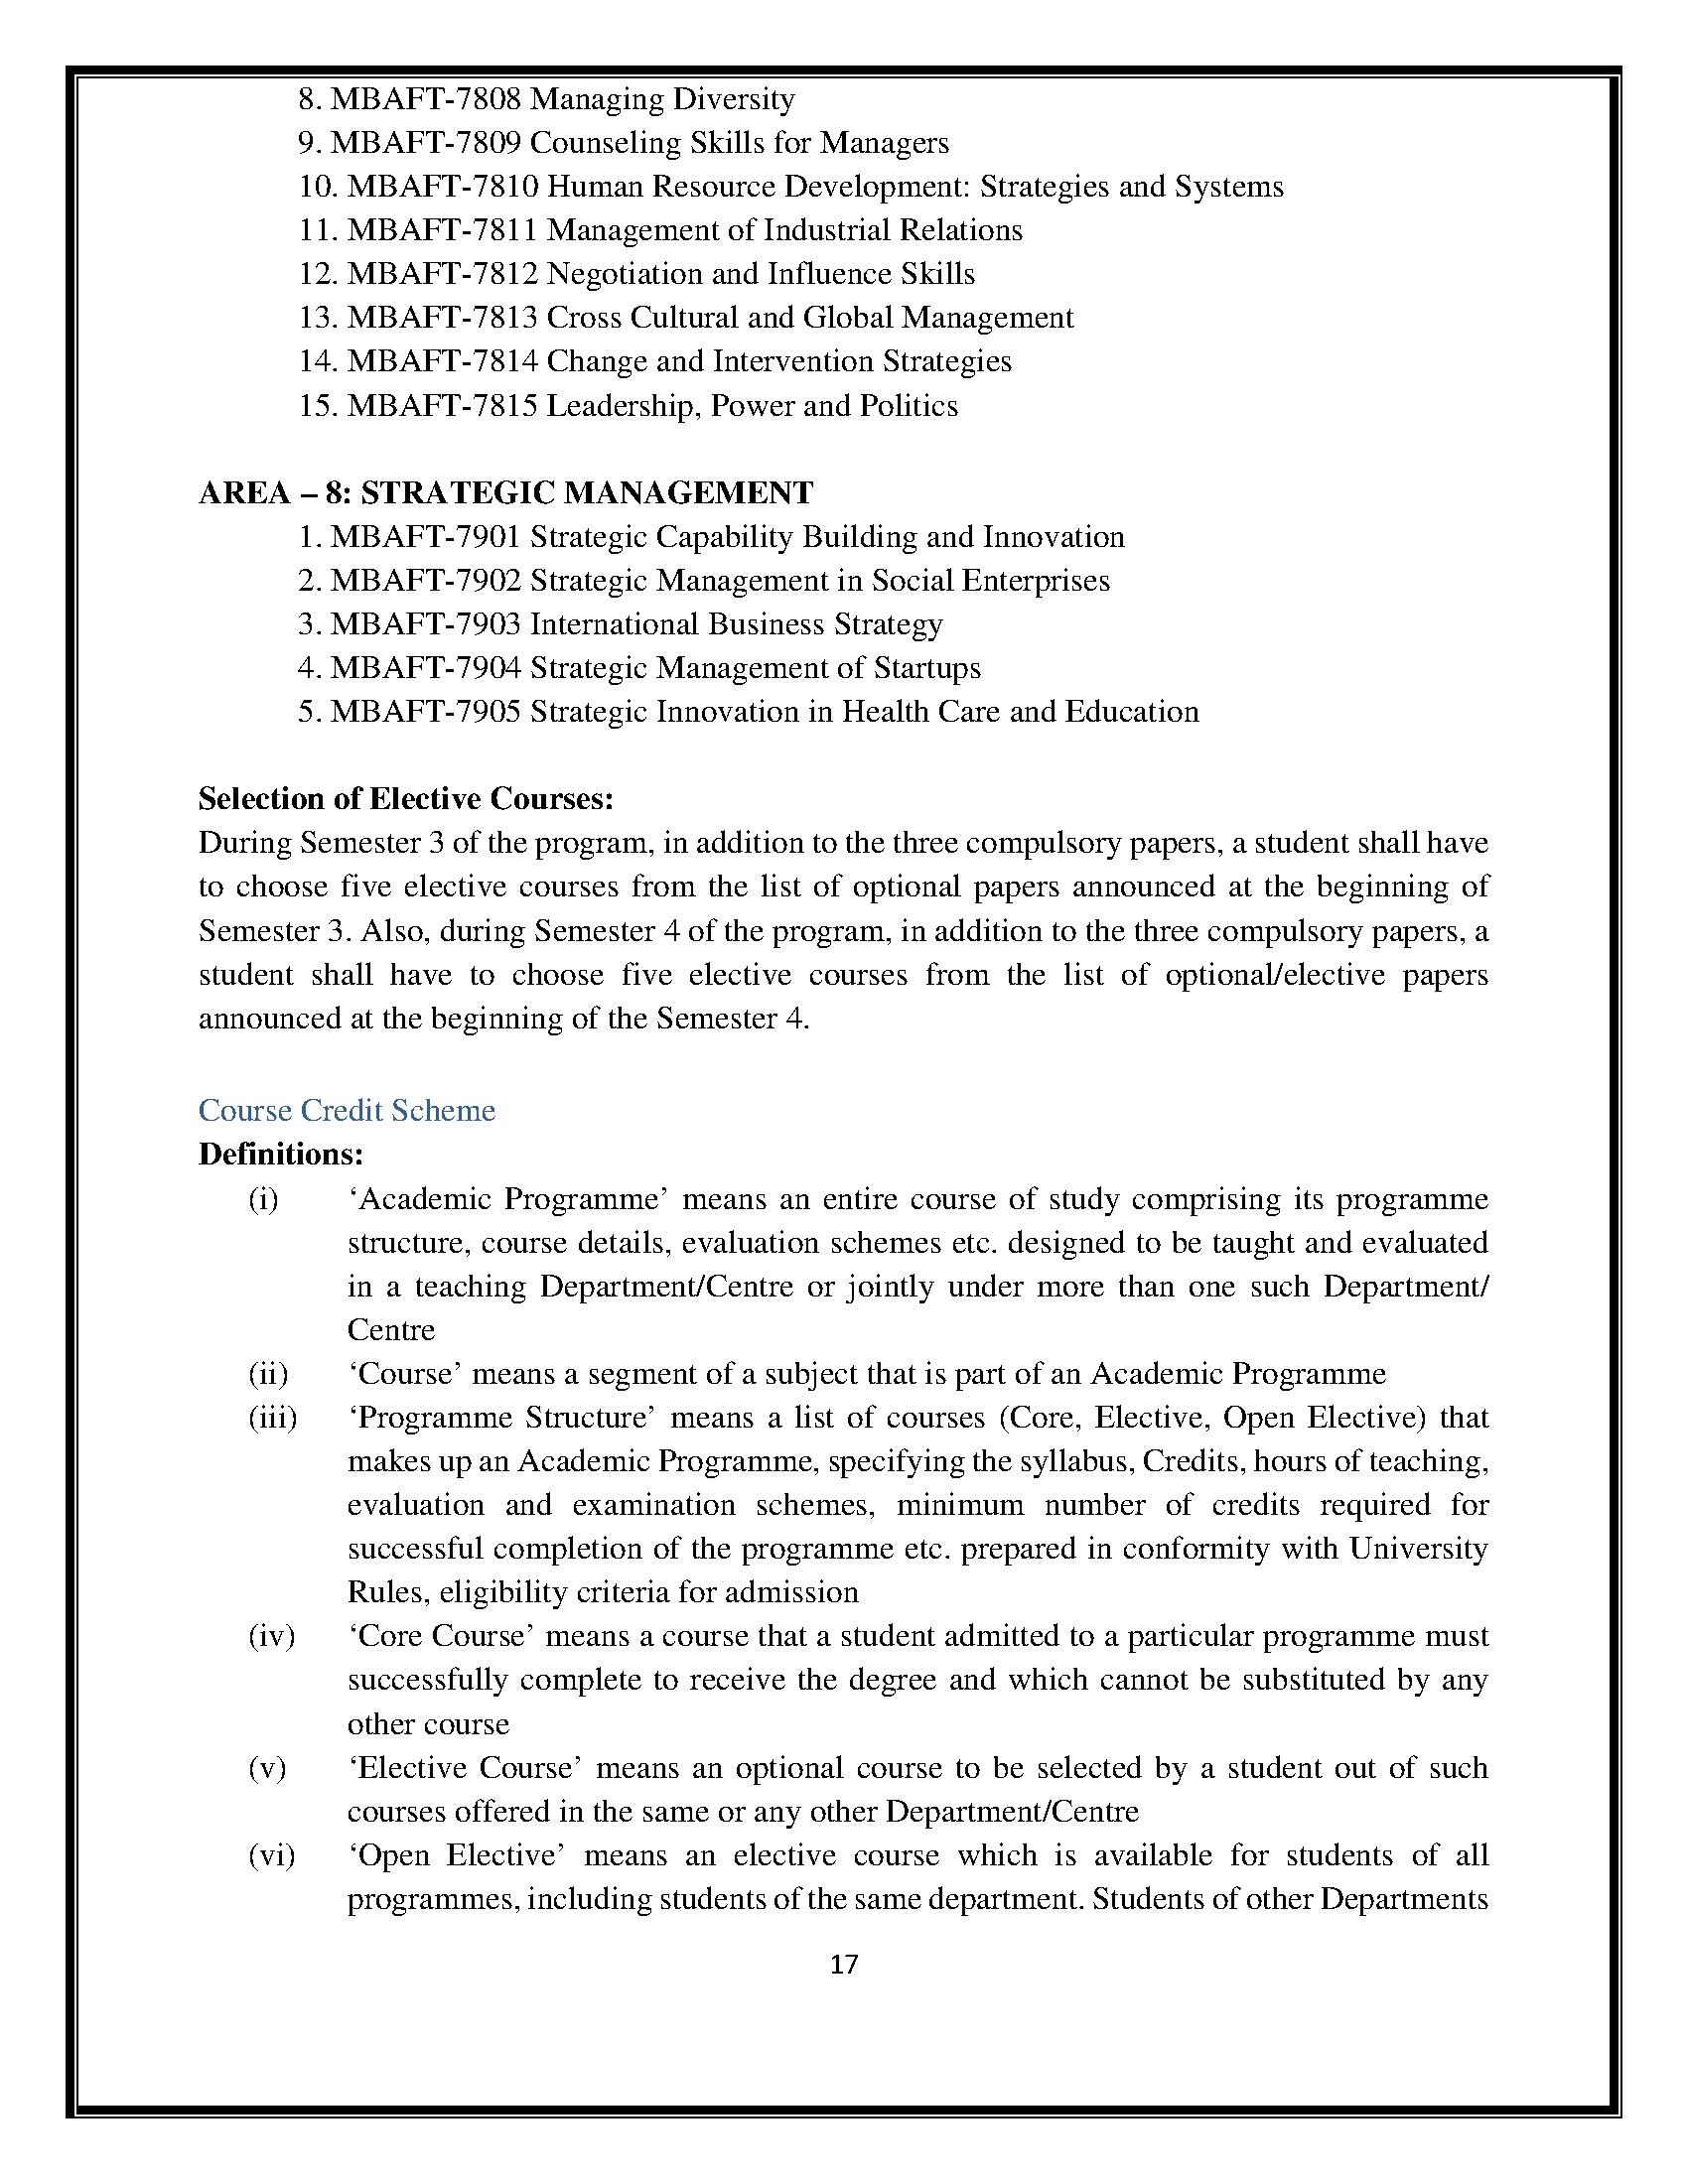 8. MBAFT-7808 Managing Diversity
9. MBAFT-7809 Counseling Skills for Managers
10. MBAFT-7810 Human Resource Development: Strategies and Systems
11. MBAFT-7811 Management of Industrial Relations
12. MBAFT-7812 Negotiation and Influence Skills
13. MBAFT-7813 Cross Cultural and Global Management
14. MBAFT-7814 Change and Intervention Strategies
15. MBAFT-7815 Leadership, Power and Politics
AREA – 8: STRATEGIC MANAGEMENT
1. MBAFT-7901 Strategic Capability Building and Innovation
2. MBAFT-7902 Strategic Management in Social Enterprises
3. MBAFT-7903 International Business Strategy
4. MBAFT-7904 Strategic Management of Startups
5. MBAFT-7905 Strategic Innovation in Health Care and Education
Selection of Elective Courses:
During Semester 3 of the program, in addition to the three compulsory papers, a student shall have
to choose five elective courses from the list of optional papers announced at the beginning of
Semester 3. Also, during Semester 4 of the program, in addition to the three compulsory papers, a
student shall have to choose five elective courses from the list of optional/elective papers
announced at the beginning of the Semester 4.
Course Credit Scheme
Definitions:
(i) ‘Academic Programme’ means an entire course of study comprising its programme
structure, course details, evaluation schemes etc. designed to be taught and evaluated
in a teaching Department/Centre or jointly under more than one such Department/
Centre
(ii) ‘Course’ means a segment of a subject that is part of an Academic Programme
(iii) ‘Programme Structure’ means a list of courses (Core, Elective, Open Elective) that
makes up an Academic Programme, specifying the syllabus, Credits, hours of teaching,
evaluation and examination schemes, minimum number of credits required for
successful completion of the programme etc. prepared in conformity with University
Rules, eligibility criteria for admission
(iv) ‘Core Course’ means a course that a student admitted to a particular programme must
successfully complete to receive the degree and which cannot be substituted by any
other course
(v) ‘Elective Course’ means an optional course to be selected by a student out of such
courses offered in the same or any other Department/Centre
(vi) ‘Open Elective’ means an elective course which is available for students of all
programmes, including students of the same department. Students of other Departments
17